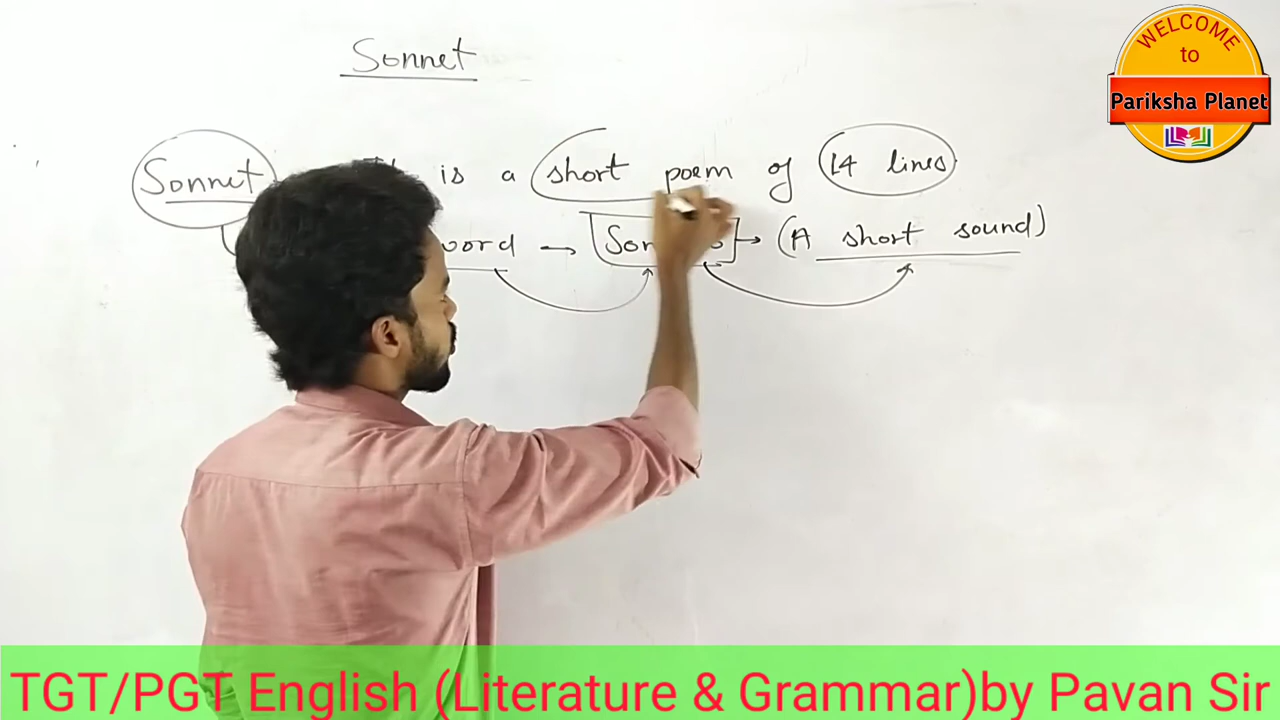 Sonnet
WELCOME
to
Pariksha Planet
Sonnet is a short poem of 14 lines.
word → → (A short sound)
TGT/PGT English (Literature & Grammar)by Pavan Sir